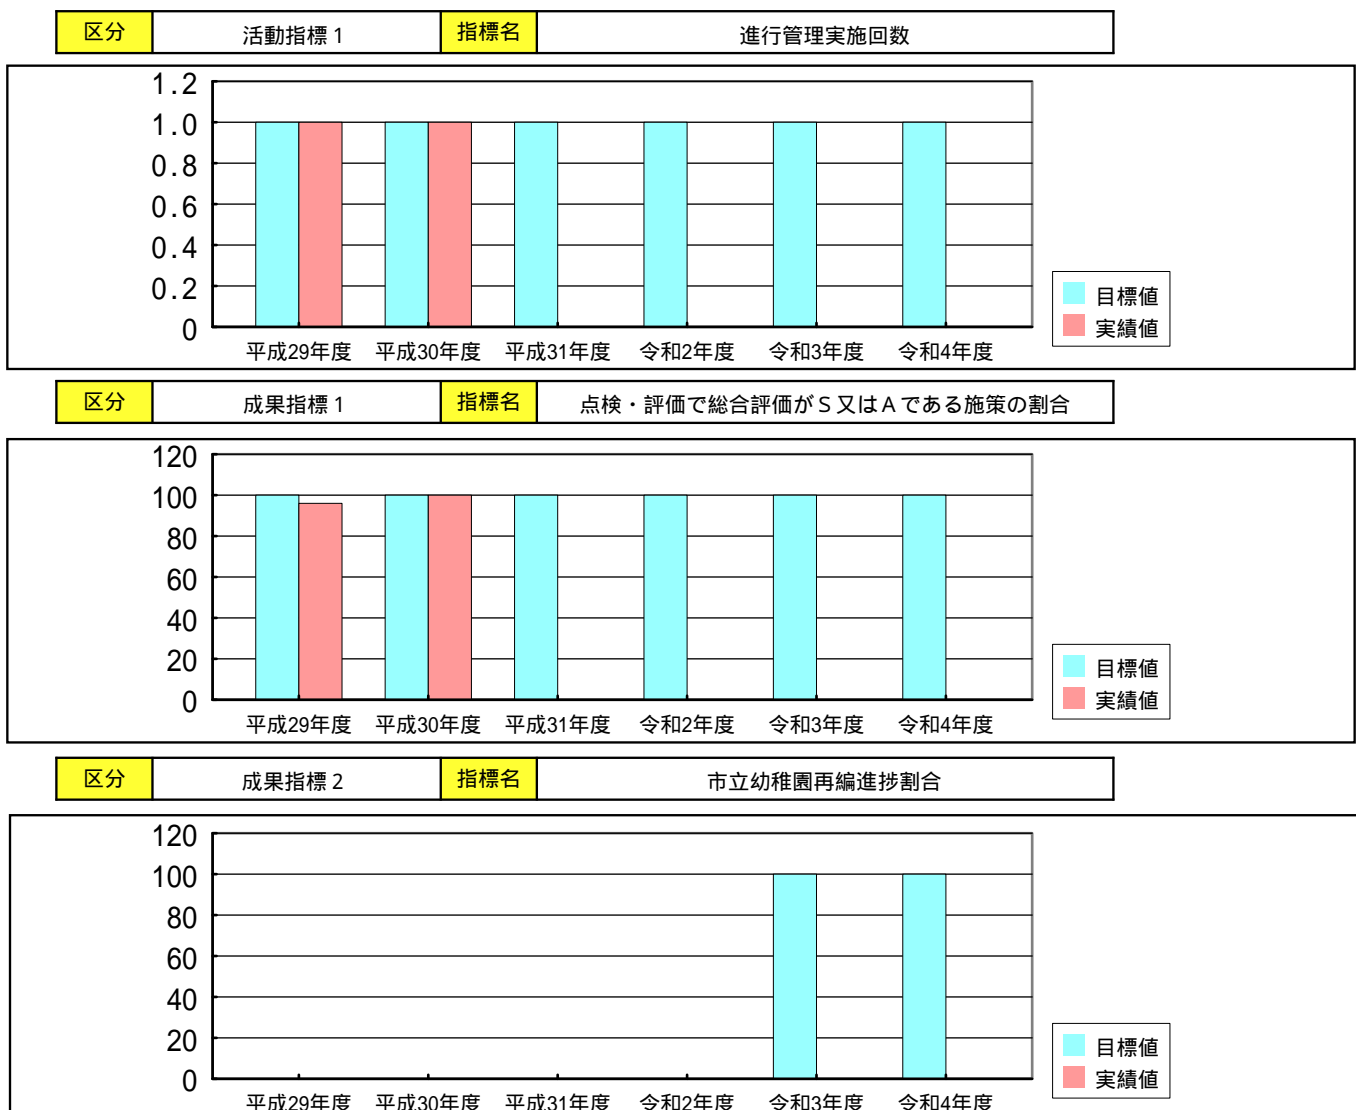 区分 活動指標１ 指標名 進行管理実施回数
1.2
1.0
0.8
0.6
0.4
0.2
0
平成29年度 平成30年度 平成31年度 令和2年度 令和3年度 令和4年度
目標値
実績値
区分 成果指標１ 指標名 点検・評価で総合評価がＳ又はＡである施策の割合
120
100
80
60
40
20
0
平成29年度 平成30年度 平成31年度 令和2年度 令和3年度 令和4年度
目標値
実績値
区分 成果指標２ 指標名 市立幼稚園再編進捗割合
120
100
80
60
40
20
0
平成29年度 平成30年度 平成31年度 令和2年度 令和3年度 令和4年度
目標値
実績値